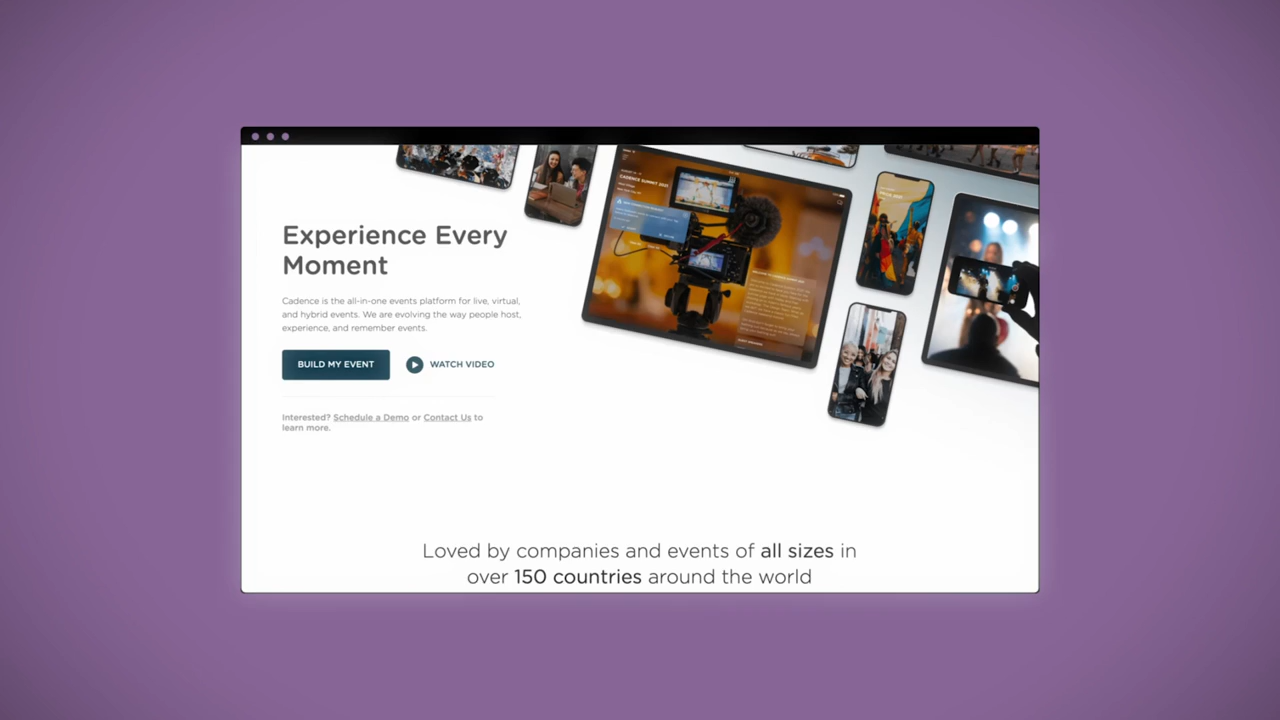 Experience Every
Moment
Cadence is the all-in-one events platform for live, virtual,
and hybrid events. We are evolving the way people host,
experience, and remember events.
BUILD MY EVENT
WATCH VIDEO
Interested? Schedule a Demo or Contact Us to
learn more.
CADENCE SUMMIT 2021
Loved by companies and events of all sizes in
over 150 countries around the world